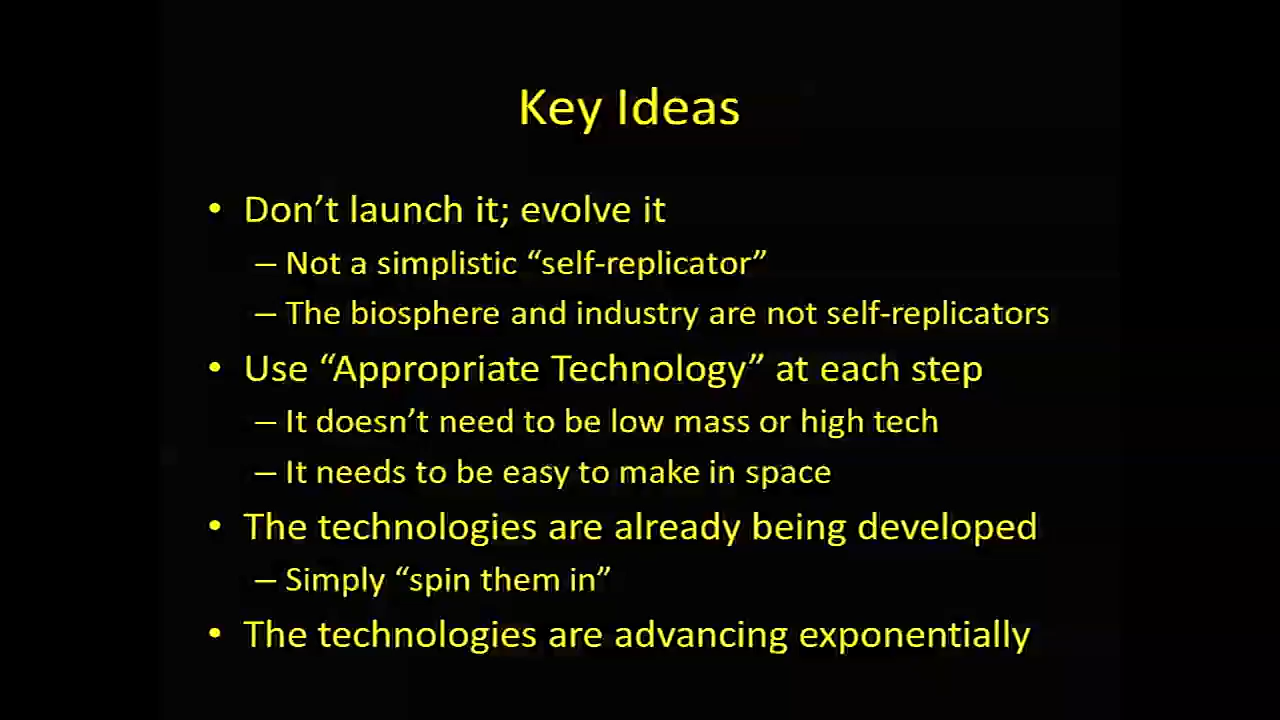 Key Ideas
• Don’t launch it; evolve it
– Not a simplistic “self-replicator”
– The biosphere and industry are not self-replicators
• Use “Appropriate Technology” at each step
– It doesn’t need to be low mass or high tech
– It needs to be easy to make in space
• The technologies are already being developed
– Simply “spin them in”
• The technologies are advancing exponentially